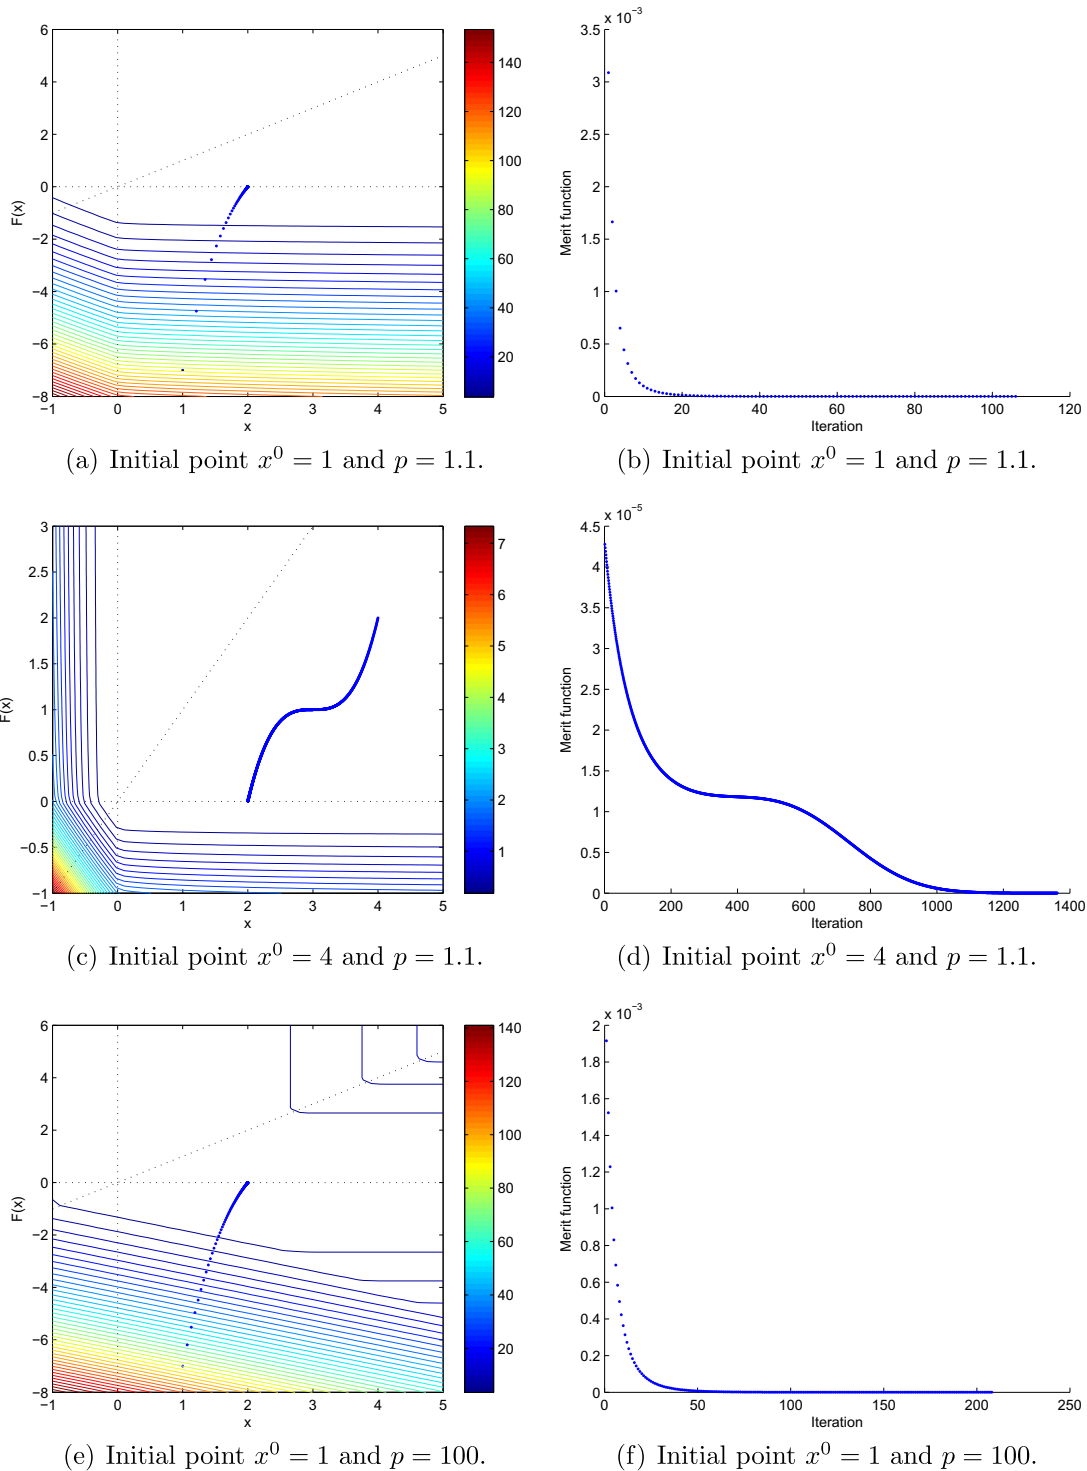 6
4
2
0
−2
−4
−6
−8
F(x)
−1 0 1 2 3 4 5
x
140
120
100
80
60
40
20
x 10⁻³
3.5
3
2.5
2
1.5
1
0.5
0
Merit function
0 20 40 60 80 100 120
Iteration
(a) Initial point x⁰ = 1 and p = 1.1.
(b) Initial point x⁰ = 1 and p = 1.1.
3
2.5
2
1.5
1
0.5
0
−0.5
−1
F(x)
−1 0 1 2 3 4 5
x
7
6
5
4
3
2
1
x 10⁻⁵
4.5
4
3.5
3
2.5
2
1.5
1
0.5
0
Merit function
0 200 400 600 800 1000 1200 1400
Iteration
(c) Initial point x⁰ = 4 and p = 1.1.
(d) Initial point x⁰ = 4 and p = 1.1.
6
4
2
0
−2
−4
−6
−8
F(x)
−1 0 1 2 3 4 5
x
140
120
100
80
60
40
20
x 10⁻³
2
1.8
1.6
1.4
1.2
1
0.8
0.6
0.4
0.2
0
Merit function
0 50 100 150 200 250
Iteration
(e) Initial point x⁰ = 1 and p = 100.
(f) Initial point x⁰ = 1 and p = 100.